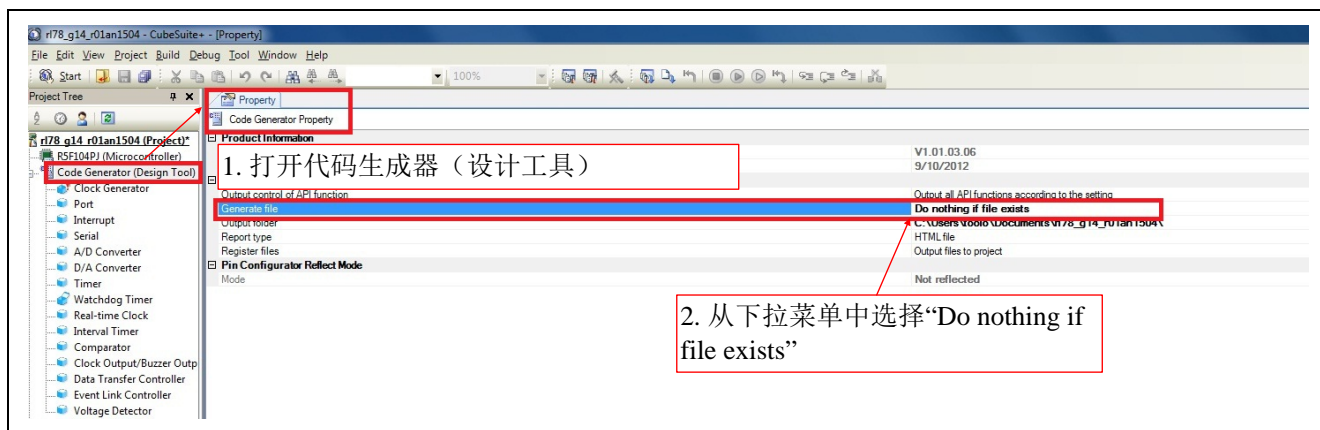 rl78_g14_r01an1504 - CubeSuite+ - [Property]
File Edit View Project Build Debug Tool Window Help
Start 100%
Project Tree
Property
Code Generator Property
rl78_g14_r01an1504 (Project)*
R5F104PJ (Microcontroller)
Code Generator (Design Tool)
Clock Generator
Port
Interrupt
Serial
A/D Converter
D/A Converter
Timer
Watchdog Timer
Real-time Clock
Interval Timer
Comparator
Clock Output/Buzzer Outp
Data Transfer Controller
Event Link Controller
Voltage Detector
Product Information
V1.01.03.06
9/10/2012
1. 打开代码生成器（设计工具）
Output control of API function Output all API functions according to the setting
Generate file Do nothing if file exists
Output folder C:\Users\toolo\Documents\rl78_g14_r01an1504\
Report type HTML file
Register files Output files to project
Pin Configurator Reflect Mode
Mode Not reflected
2. 从下拉菜单中选择“Do nothing if
file exists”